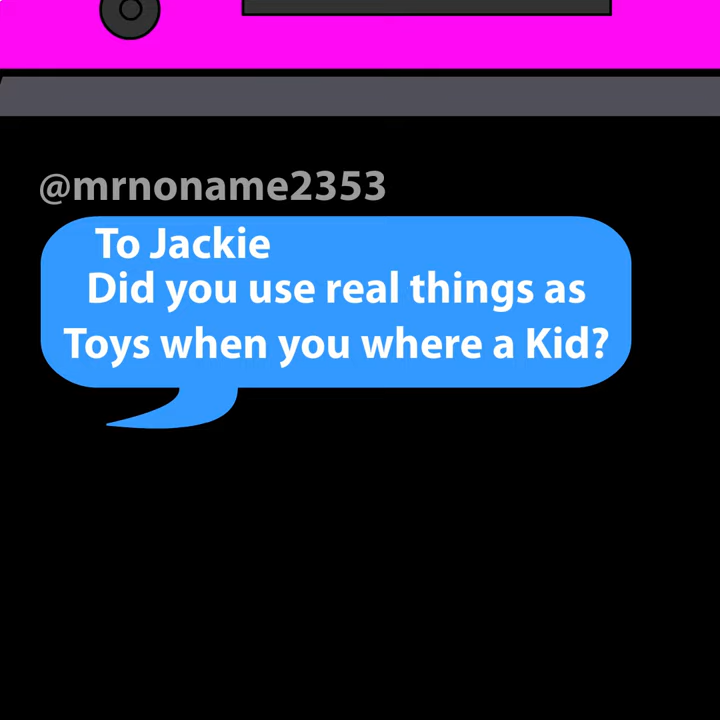 @mrnoname2353
To Jackie
Did you use real things as
Toys when you where a Kid?